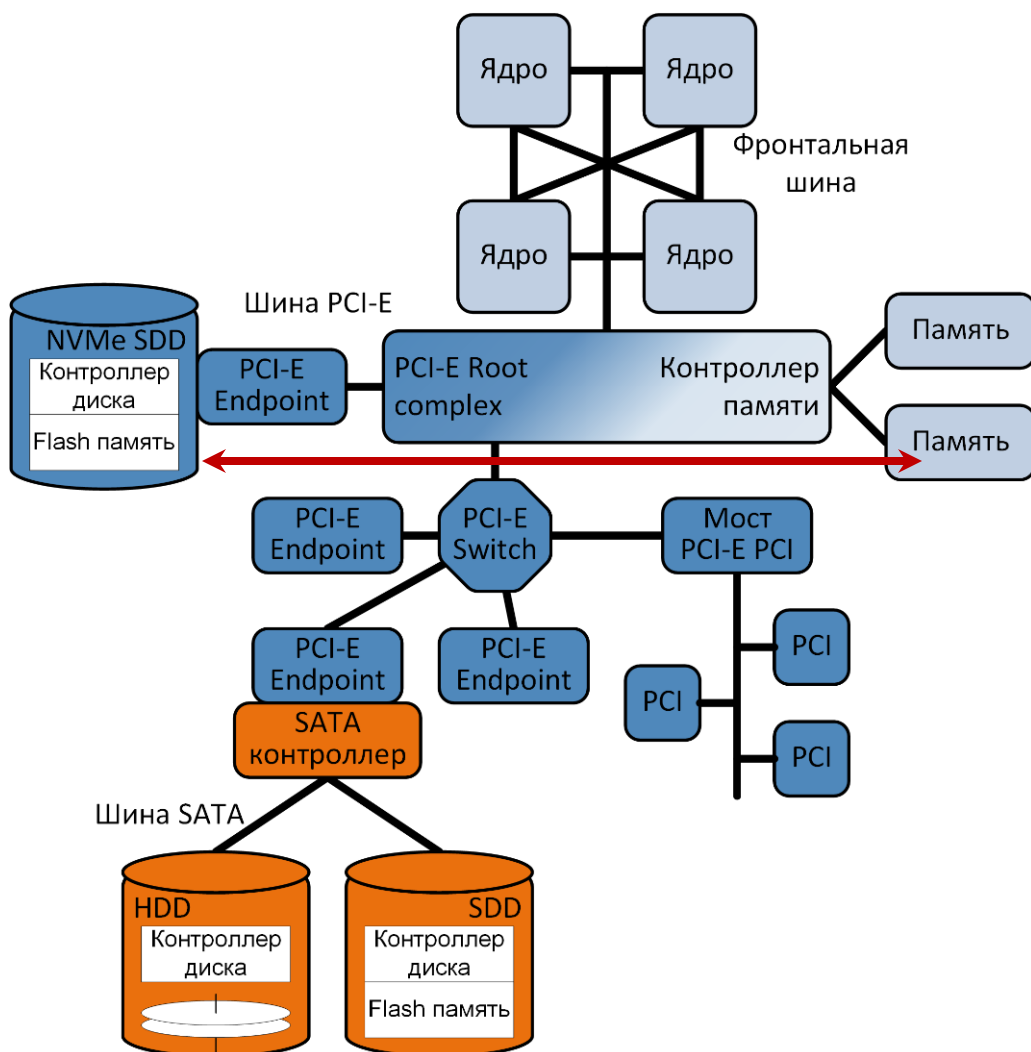 Ядро
Ядро
Фронтальная
шина
Ядро
Ядро
Шина PCI-E
NVMe SDD
Контроллер
диска
Flash память
PCI-E
Endpoint
PCI-E Root
complex
Контроллер
памяти
Память
Память
PCI-E
Endpoint
PCI-E
Switch
Мост
PCI-E PCI
PCI-E
Endpoint
PCI-E
Endpoint
PCI
PCI
PCI
SATA
контроллер
Шина SATA
HDD
Контроллер
диска
SDD
Контроллер
диска
Flash память